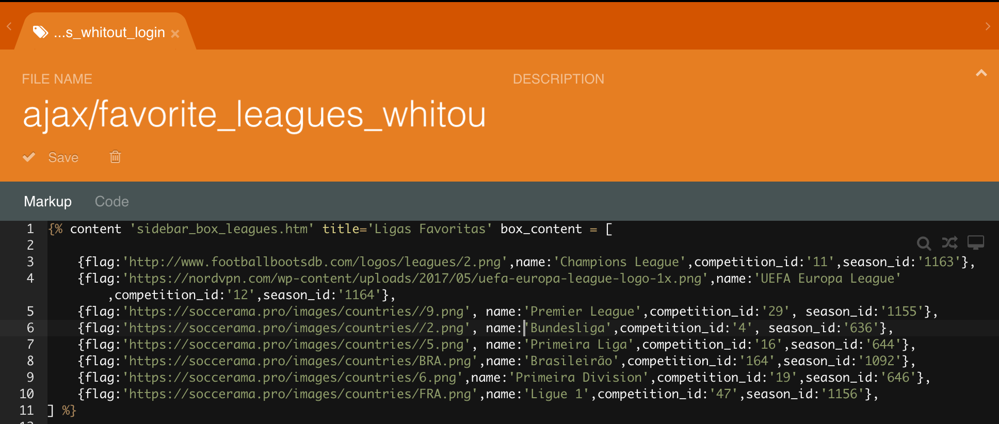 ...s_whitout_login ×
FILE NAME
DESCRIPTION
ajax/favorite_leagues_whitou
Save
Markup Code
1 {% content 'sidebar_box_leagues.htm' title='Ligas Favoritas' box_content = [
2
3 {flag:'http://www.footballbootsdb.com/logos/leagues/2.png',name:'Champions League',competition_id:'11',season_id:'1163'},
4 {flag:'https://nordvpn.com/wp-content/uploads/2017/05/uefa-europa-league-logo-1x.png',name:'UEFA Europa League'
,competition_id:'12',season_id:'1164'},
5 {flag:'https://soccerama.pro/images/countries//9.png', name:'Premier League',competition_id:'29', season_id:'1155'},
6 {flag:'https://soccerama.pro/images/countries//2.png', name:'Bundesliga',competition_id:'4', season_id:'636'},
7 {flag:'https://soccerama.pro/images/countries//5.png', name:'Primeira Liga',competition_id:'16',season_id:'644'},
8 {flag:'https://soccerama.pro/images/countries/BRA.png',name:'Brasileirão',competition_id:'164',season_id:'1092'},
9 {flag:'https://soccerama.pro/images/countries/6.png',name:'Primeira Division',competition_id:'19',season_id:'646'},
10 {flag:'https://soccerama.pro/images/countries/FRA.png',name:'Ligue 1',competition_id:'47',season_id:'1156'},
11 ] %}